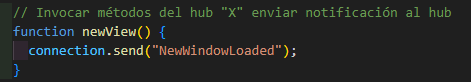 // Invocar métodos del hub "X" enviar notificación al hub
function newView() {
  connection.send("NewWindowLoaded");
}